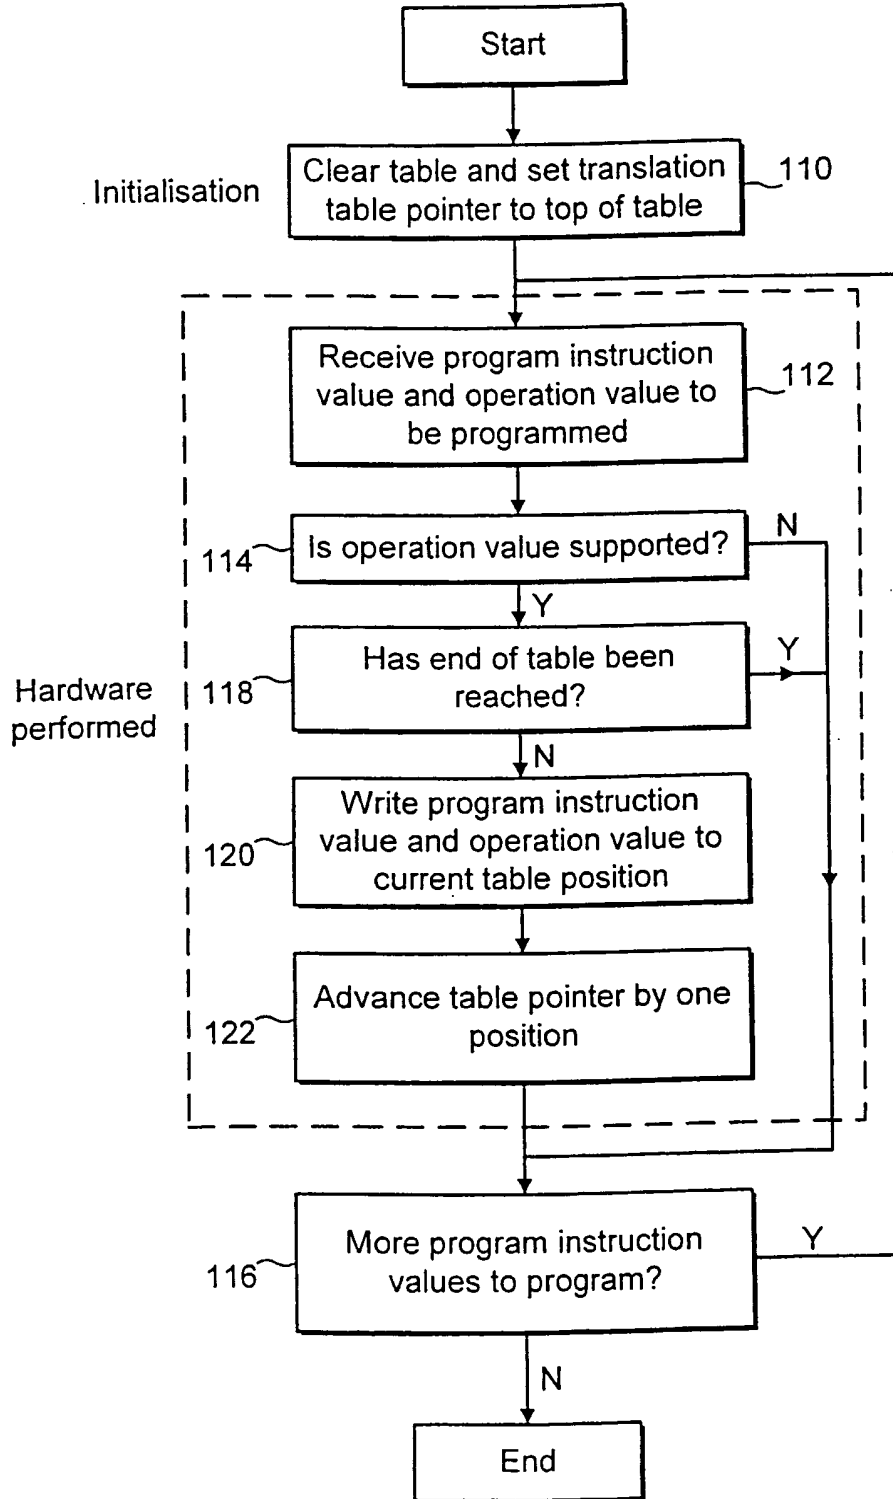 Start
Initialisation
Clear table and set translation
table pointer to top of table
110
Receive program instruction
value and operation value to
be programmed
112
114
Is operation value supported?
N
Y
118
Has end of table been
reached?
Y
Hardware
performed
N
120
Write program instruction
value and operation value to
current table position
122
Advance table pointer by one
position
116
More program instruction
values to program?
Y
N
End